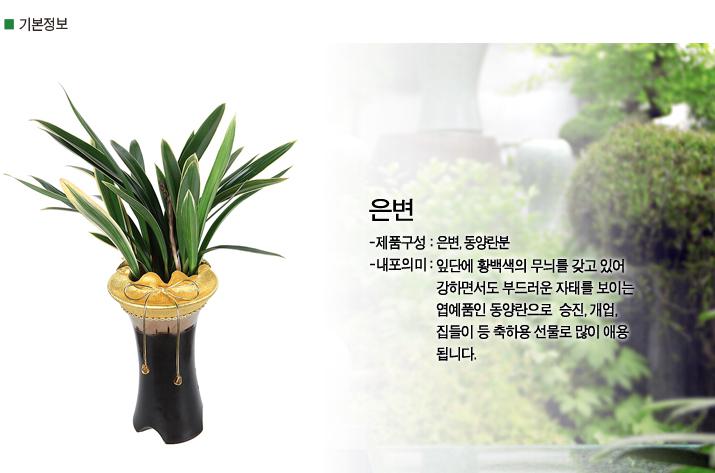 기본정보
은변
-제품구성 : 은변, 동양란분
-내포의미 : 잎단에 황백색의 무늬를 갖고 있어
강하면서도 부드러운 자태를 보이는
엽예품인 동양란으로 승진, 개업,
집들이 등 축하용 선물로 많이 애용
됩니다.